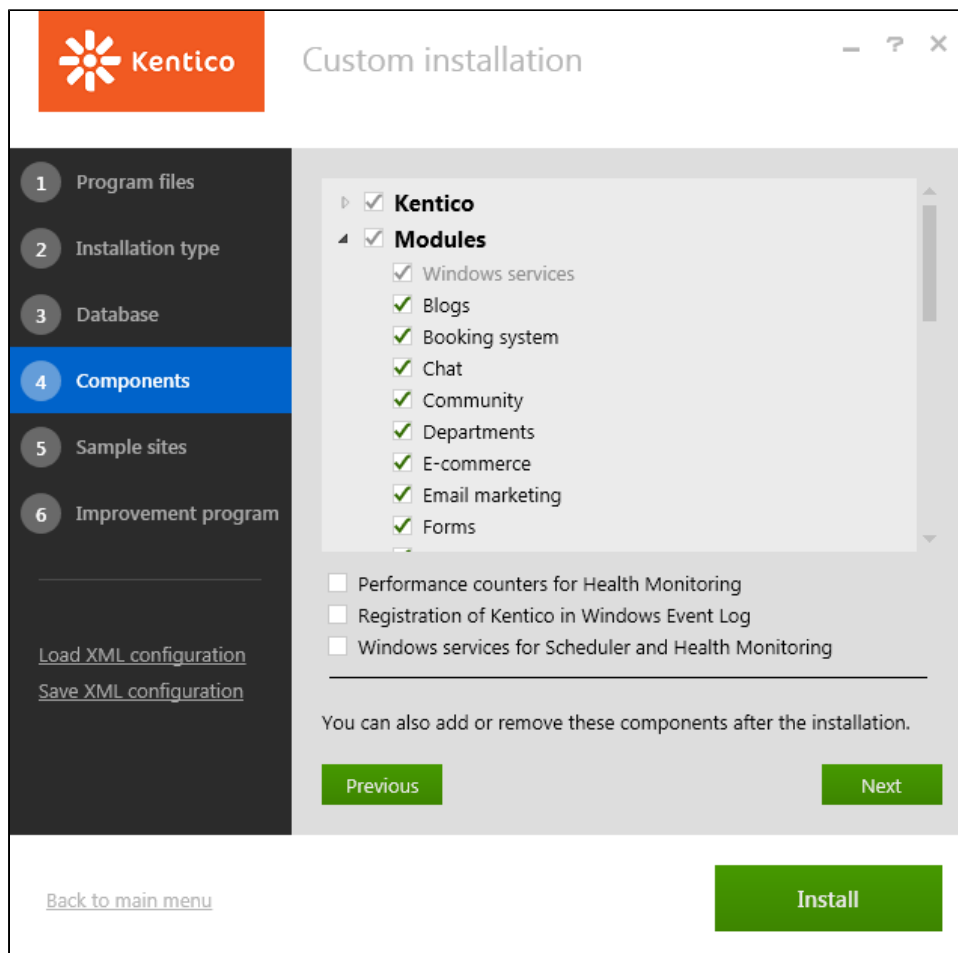 Kentico
Custom installation
1 Program files
2 Installation type
3 Database
4 Components
5 Sample sites
6 Improvement program
Load XML configuration
Save XML configuration
Kentico
Modules
Windows services
Blogs
Booking system
Chat
Community
Departments
E-commerce
Email marketing
Forms
Performance counters for Health Monitoring
Registration of Kentico in Windows Event Log
Windows services for Scheduler and Health Monitoring
You can also add or remove these components after the installation.
Previous
Next
Back to main menu
Install